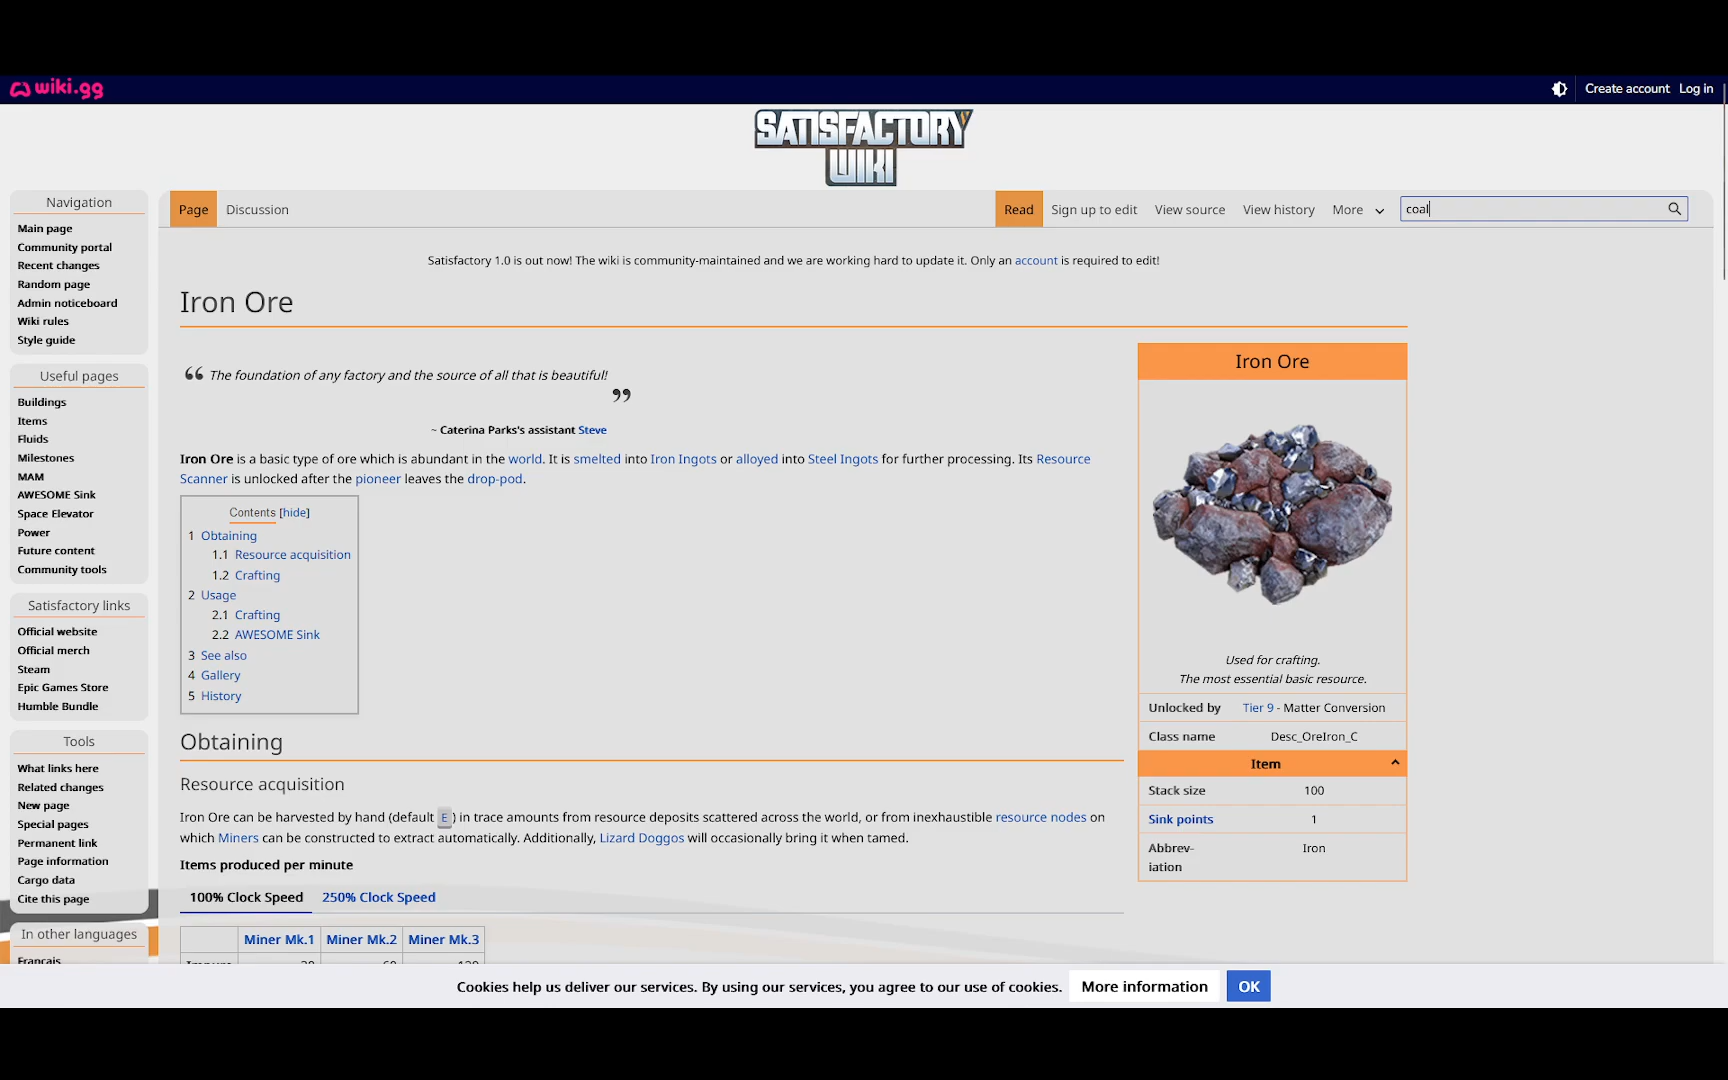 wiki.gg
Create account Log in
SATISFACTORY
WIKI
Navigation
Main page
Community portal
Recent changes
Random page
Admin noticeboard
Wiki rules
Style guide
Useful pages
Buildings
Items
Fluids
Milestones
MAM
AWESOME Sink
Space Elevator
Power
Future content
Community tools
Satisfactory links
Official website
Official merch
Steam
Epic Games Store
Humble Bundle
Tools
What links here
Related changes
New page
Special pages
Permanent link
Page information
Cargo data
Cite this page
In other languages
Français
Page Discussion Read Sign up to edit View source View history More coal
Satisfactory 1.0 is out now! The wiki is community-maintained and we are working hard to update it. Only an account is required to edit!
Iron Ore
“ The foundation of any factory and the source of all that is beautiful!
”
~ Caterina Parks's assistant Steve
Iron Ore is a basic type of ore which is abundant in the world. It is smelted into Iron Ingots or alloyed into Steel Ingots for further processing. Its Resource
Scanner is unlocked after the pioneer leaves the drop-pod.
Contents [hide]
1 Obtaining
1.1 Resource acquisition
1.2 Crafting
2 Usage
2.1 Crafting
2.2 AWESOME Sink
3 See also
4 Gallery
5 History
Obtaining
Resource acquisition
Iron Ore can be harvested by hand (default E ) in trace amounts from resource deposits scattered across the world, or from inexhaustible resource nodes on
which Miners can be constructed to extract automatically. Additionally, Lizard Doggos will occasionally bring it when tamed.
Items produced per minute
100% Clock Speed 250% Clock Speed
Miner Mk.1 Miner Mk.2 Miner Mk.3
Iron Ore
Used for crafting.
The most essential basic resource.
Unlocked by Tier 9 - Matter Conversion
Class name Desc_OreIron_C
Item
Stack size 100
Sink points 1
Abbrev-
iation Iron
Cookies help us deliver our services. By using our services, you agree to our use of cookies. More information OK